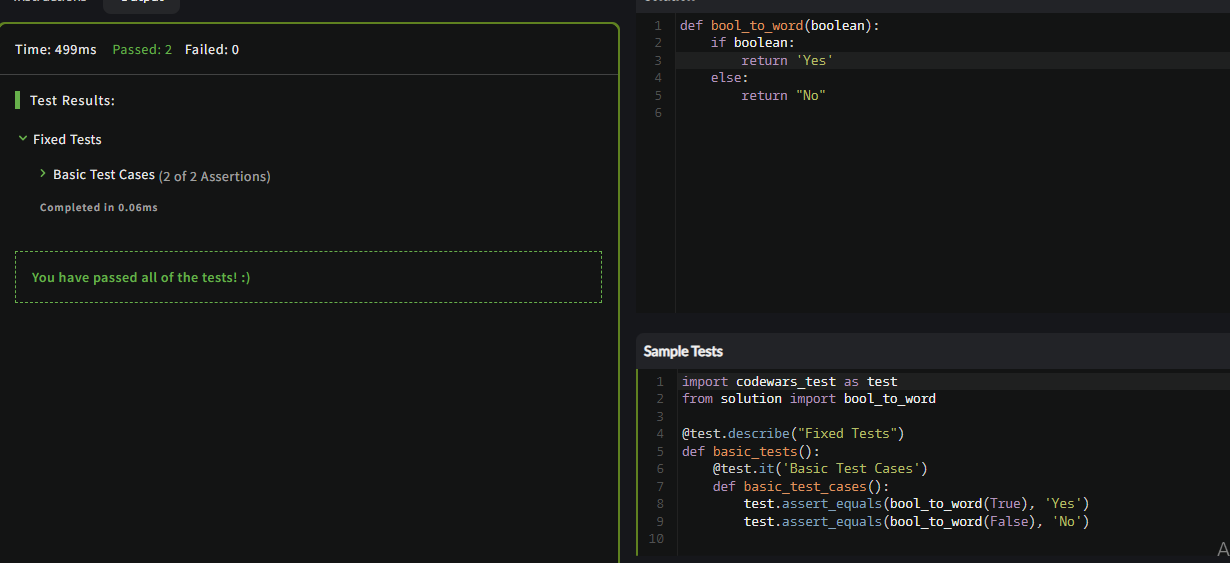 Time: 499ms Passed: 2 Failed: 0
Test Results:
Fixed Tests
Basic Test Cases (2 of 2 Assertions)
Completed in 0.06ms
You have passed all of the tests! :)
1 def bool_to_word(boolean):
2     if boolean:
3         return 'Yes'
4     else:
5         return "No"
6
Sample Tests
1 import codewars_test as test
2 from solution import bool_to_word
3
4 @test.describe("Fixed Tests")
5 def basic_tests():
6     @test.it('Basic Test Cases')
7     def basic_test_cases():
8         test.assert_equals(bool_to_word(True), 'Yes')
9         test.assert_equals(bool_to_word(False), 'No')
10